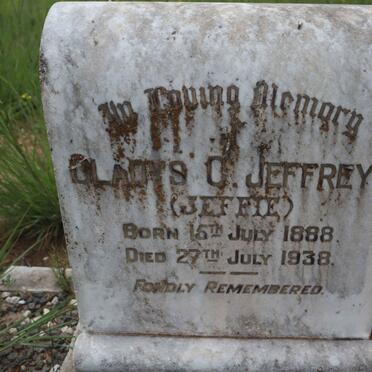 In Loving Memory
of
GLADYS O. JEFFREY
(JEFFIE)
BORN 15TH JULY 1888.
DIED 27TH JULY 1938.
FONDLY REMEMBERED.